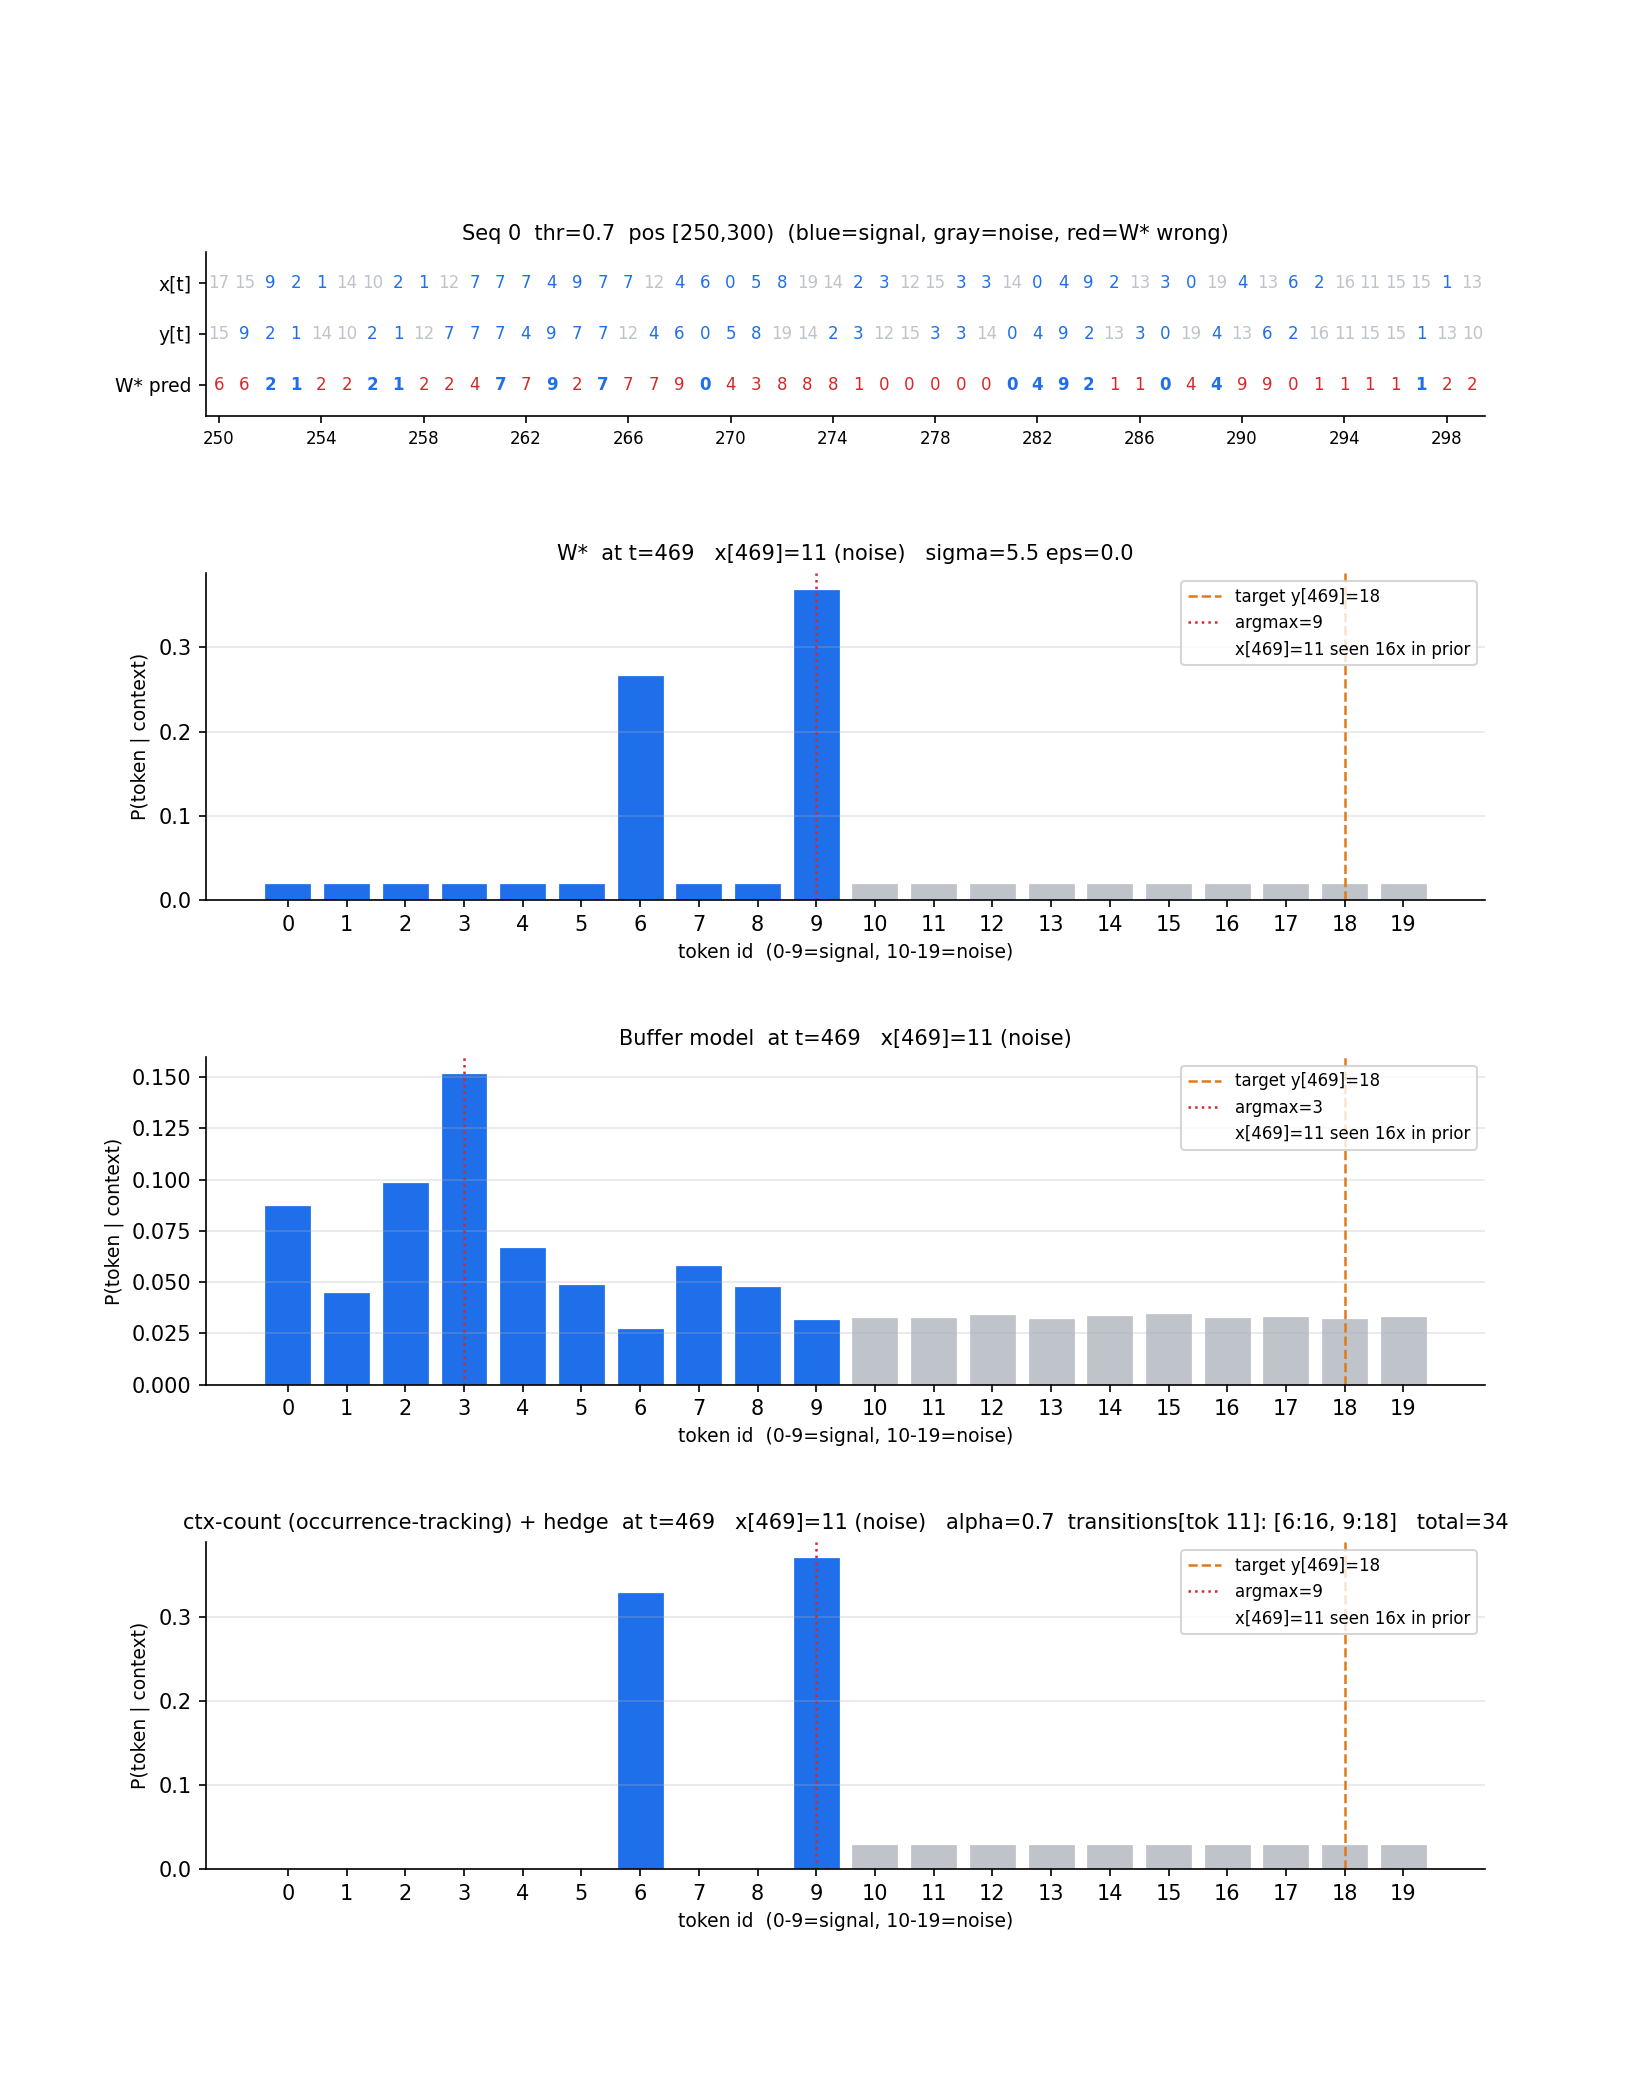 Seq 0  thr=0.7  pos [250,300)  (blue=signal, gray=noise, red=W* wrong)
x[t] 17 15 9 2 1 14 10 2 1 12 7 7 7 4 9 7 7 12 4 6 0 5 8 19 14 2 3 12 15 3 3 14 0 4 9 2 13 3 0 19 4 13 6 2 16 11 15 15 1 13
y[t] 15 9 2 1 14 10 2 1 12 7 7 7 4 9 7 7 12 4 6 0 5 8 19 14 2 3 12 15 3 3 14 0 4 9 2 13 3 0 19 4 13 6 2 16 11 15 15 1 13 10
W* pred 6 6 2 1 2 2 2 1 2 2 4 7 7 9 2 7 7 7 9 0 4 3 8 8 8 1 0 0 0 0 0 0 4 9 2 1 1 0 4 4 9 9 0 1 1 1 1 1 2 2
250 254 258 262 266 270 274 278 282 286 290 294 298
W*  at t=469   x[469]=11 (noise)   sigma=5.5 eps=0.0
target y[469]=18
argmax=9
x[469]=11 seen 16x in prior
P(token | context)
0.3
0.2
0.1
0.0
0 1 2 3 4 5 6 7 8 9 10 11 12 13 14 15 16 17 18 19
token id  (0-9=signal, 10-19=noise)
Buffer model  at t=469   x[469]=11 (noise)
target y[469]=18
argmax=3
x[469]=11 seen 16x in prior
P(token | context)
0.150
0.125
0.100
0.075
0.050
0.025
0.000
0 1 2 3 4 5 6 7 8 9 10 11 12 13 14 15 16 17 18 19
token id  (0-9=signal, 10-19=noise)
ctx-count (occurrence-tracking) + hedge  at t=469   x[469]=11 (noise)   alpha=0.7  transitions[tok 11]: [6:16, 9:18]   total=34
target y[469]=18
argmax=9
x[469]=11 seen 16x in prior
P(token | context)
0.3
0.2
0.1
0.0
0 1 2 3 4 5 6 7 8 9 10 11 12 13 14 15 16 17 18 19
token id  (0-9=signal, 10-19=noise)